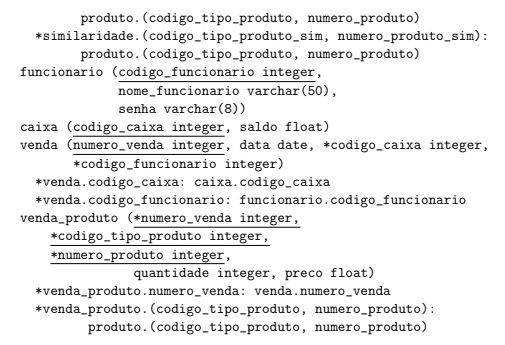 produto.(codigo_tipo_produto, numero_produto)
*similaridade.(codigo_tipo_produto_sim, numero_produto_sim):
produto.(codigo_tipo_produto, numero_produto)
funcionario (codigo_funcionario integer,
nome_funcionario varchar(50),
senha varchar(8))
caixa (codigo_caixa integer, saldo float)
venda (numero_venda integer, data date, *codigo_caixa integer,
*codigo_funcionario integer)
*venda.codigo_caixa: caixa.codigo_caixa
*venda.codigo_funcionario: funcionario.codigo_funcionario
venda_produto (*numero_venda integer,
*codigo_tipo_produto integer,
*numero_produto integer,
quantidade integer, preco float)
*venda_produto.numero_venda: venda.numero_venda
*venda_produto.(codigo_tipo_produto, numero_produto):
produto.(codigo_tipo_produto, numero_produto)